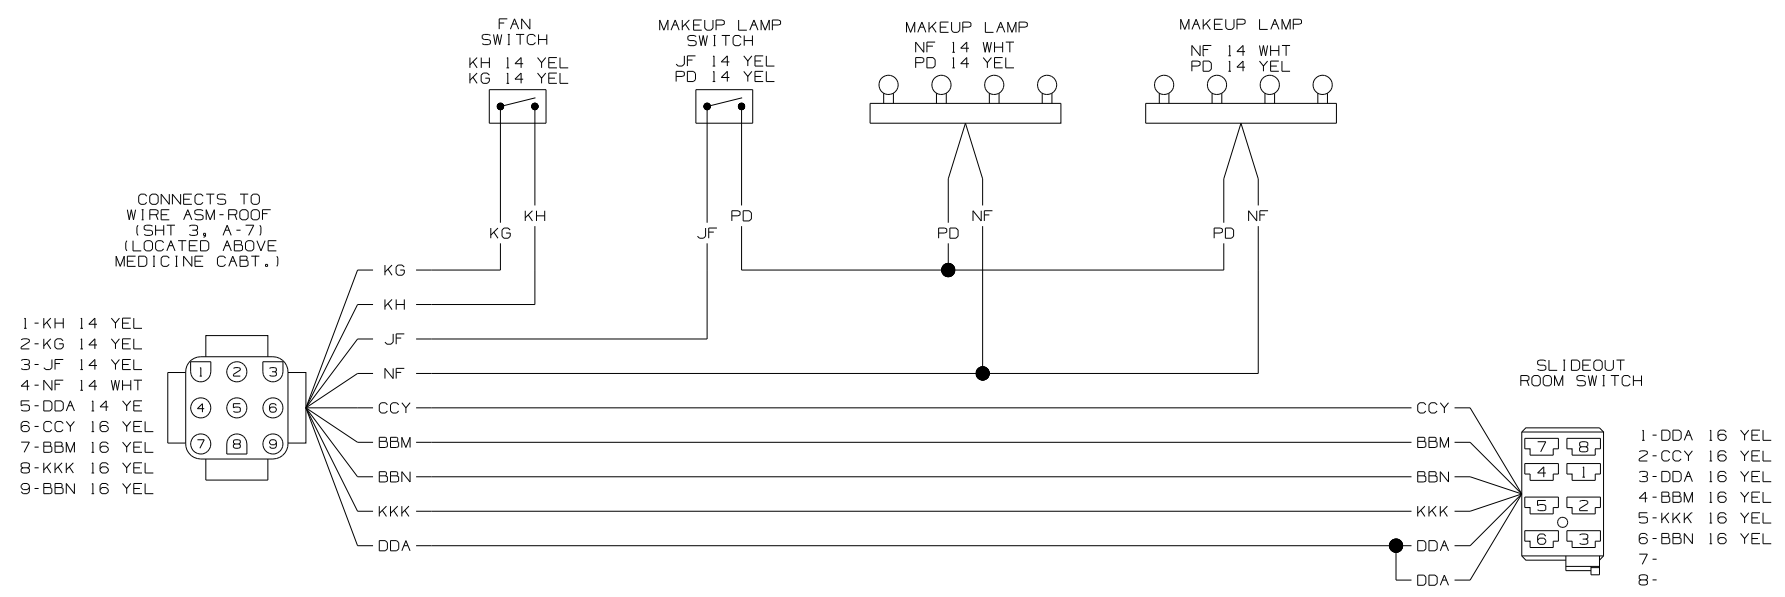 FAN
SWITCH
KH 14 YEL
KG 14 YEL
MAKEUP LAMP
SWITCH
JF 14 YEL
PD 14 YEL
MAKEUP LAMP
NF 14 WHT
PD 14 YEL
MAKEUP LAMP
NF 14 WHT
PD 14 YEL
CONNECTS TO
WIRE ASM-ROOF
(SHT 3, A-7)
(LOCATED ABOVE
MEDICINE CABT.)
KH
KG
PD
JF
NF
PD
NF
PD
KG
KH
JF
NF
CCY
BBM
BBN
KKK
DDA
1-KH 14 YEL
2-KG 14 YEL
3-JF 14 YEL
4-NF 14 WHT
5-DDA 14 YE
6-CCY 16 YEL
7-BBM 16 YEL
8-KKK 16 YEL
9-BBN 16 YEL
1 2 3
4 5 6
7 8 9
CCY
BBM
BBN
KKK
DDA
DDA
SLIDEOUT
ROOM SWITCH
7 8
4 1
5 2
6 3
1-DDA 16 YEL
2-CCY 16 YEL
3-DDA 16 YEL
4-BBM 16 YEL
5-KKK 16 YEL
6-BBN 16 YEL
7-
8-